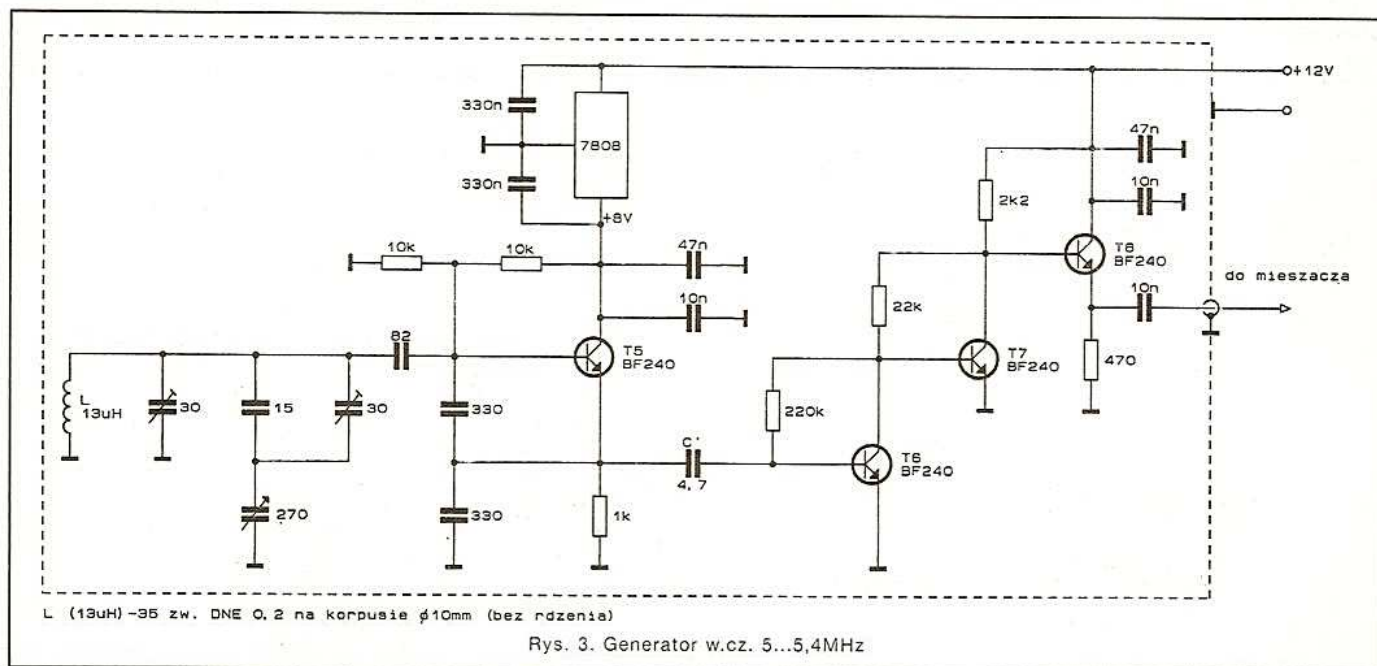 +12V
330n
7808
330n
+8V
47n
10n
2k2
10k
10k
47n
10n
T8
BF240
do mieszacza
10n
22k
82
T5
BF240
T7
BF240
470
L
13uH
30
15
30
330
220k
C'
4,7
T6
BF240
270
330
1k
L (13uH) -35 zw. DNE 0,2 na korpusie ϕ10mm (bez rdzenia)
Rys. 3. Generator w.cz. 5...5,4MHz